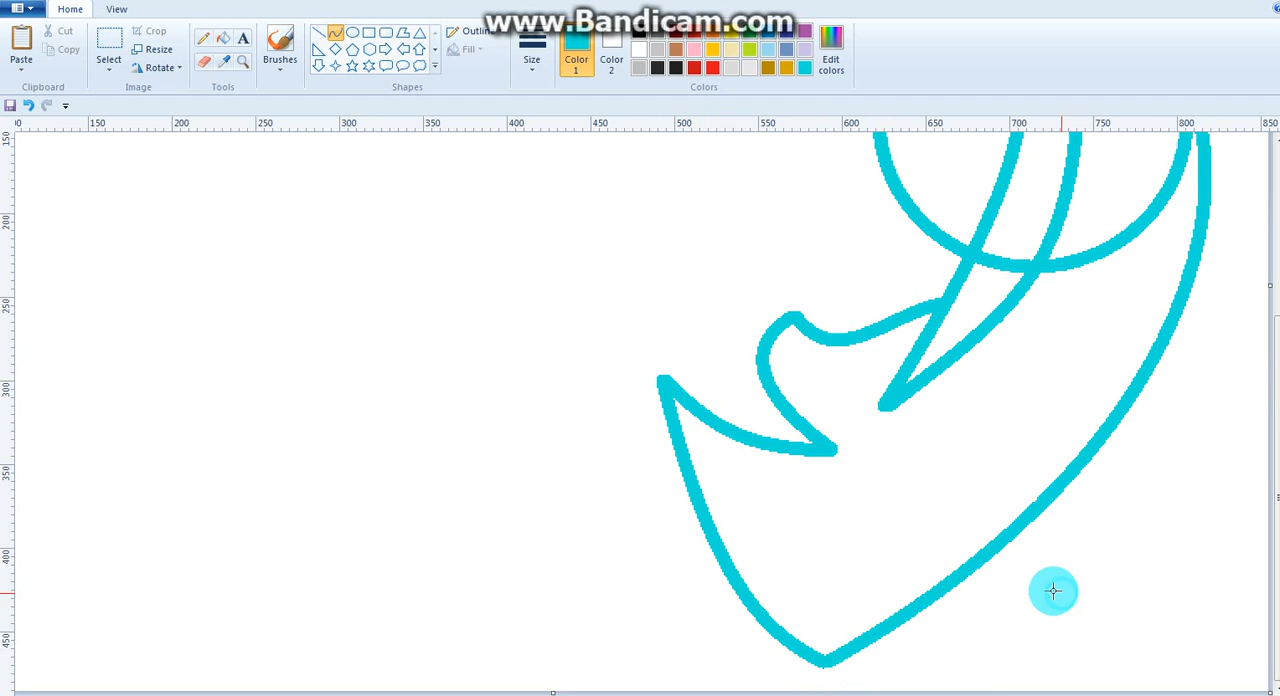 www.Bandicam.com
Home View
Paste Cut Copy
Clipboard
Select Crop Resize Rotate
Image
Tools
Brushes
Shapes
Outlin
Fill
Size
Color 1
Color 2
Edit colors
Colors
00 150 200 250 300 350 400 450 500 550 600 650 700 750 800 850
150
200
250
300
350
400
450